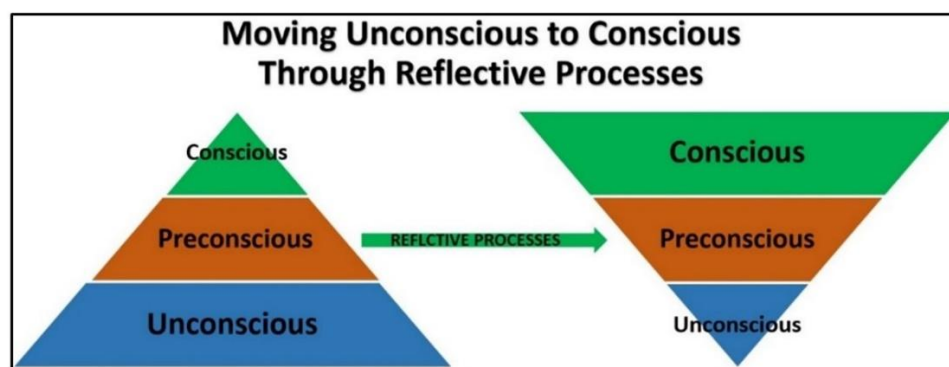 Moving Unconscious to Conscious
Through Reflective Processes
Conscious
Preconscious
Unconscious
REFLCTIVE PROCESSES
Conscious
Preconscious
Unconscious